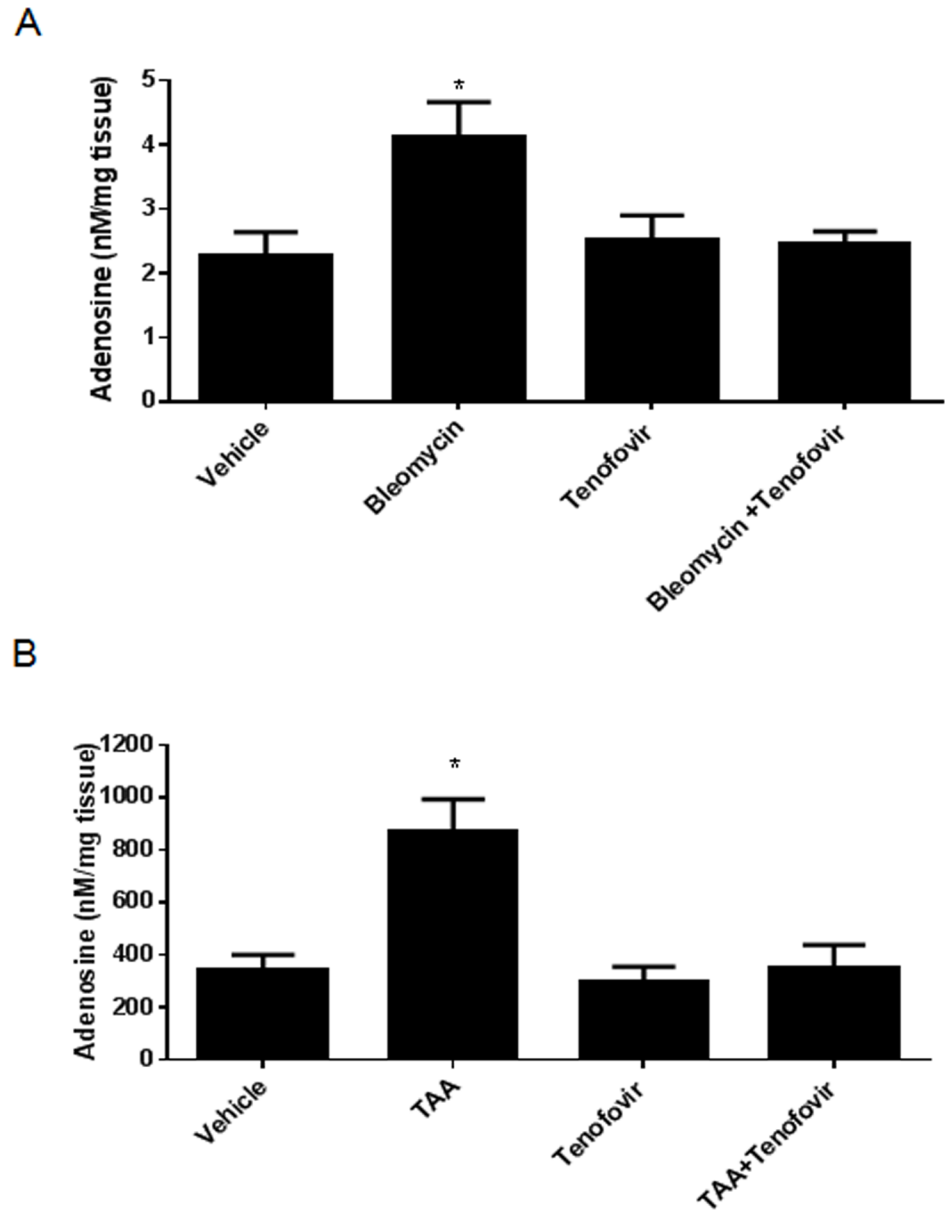 A
Adenosine (nM/mg tissue)
5
4
3
2
1
0
*
Vehicle
Bleomycin
Tenofovir
Bleomycin +Tenofovir
B
Adenosine (nM/mg tissue)
1200
1000
800
600
400
200
0
*
Vehicle
TAA
Tenofovir
TAA+Tenofovir